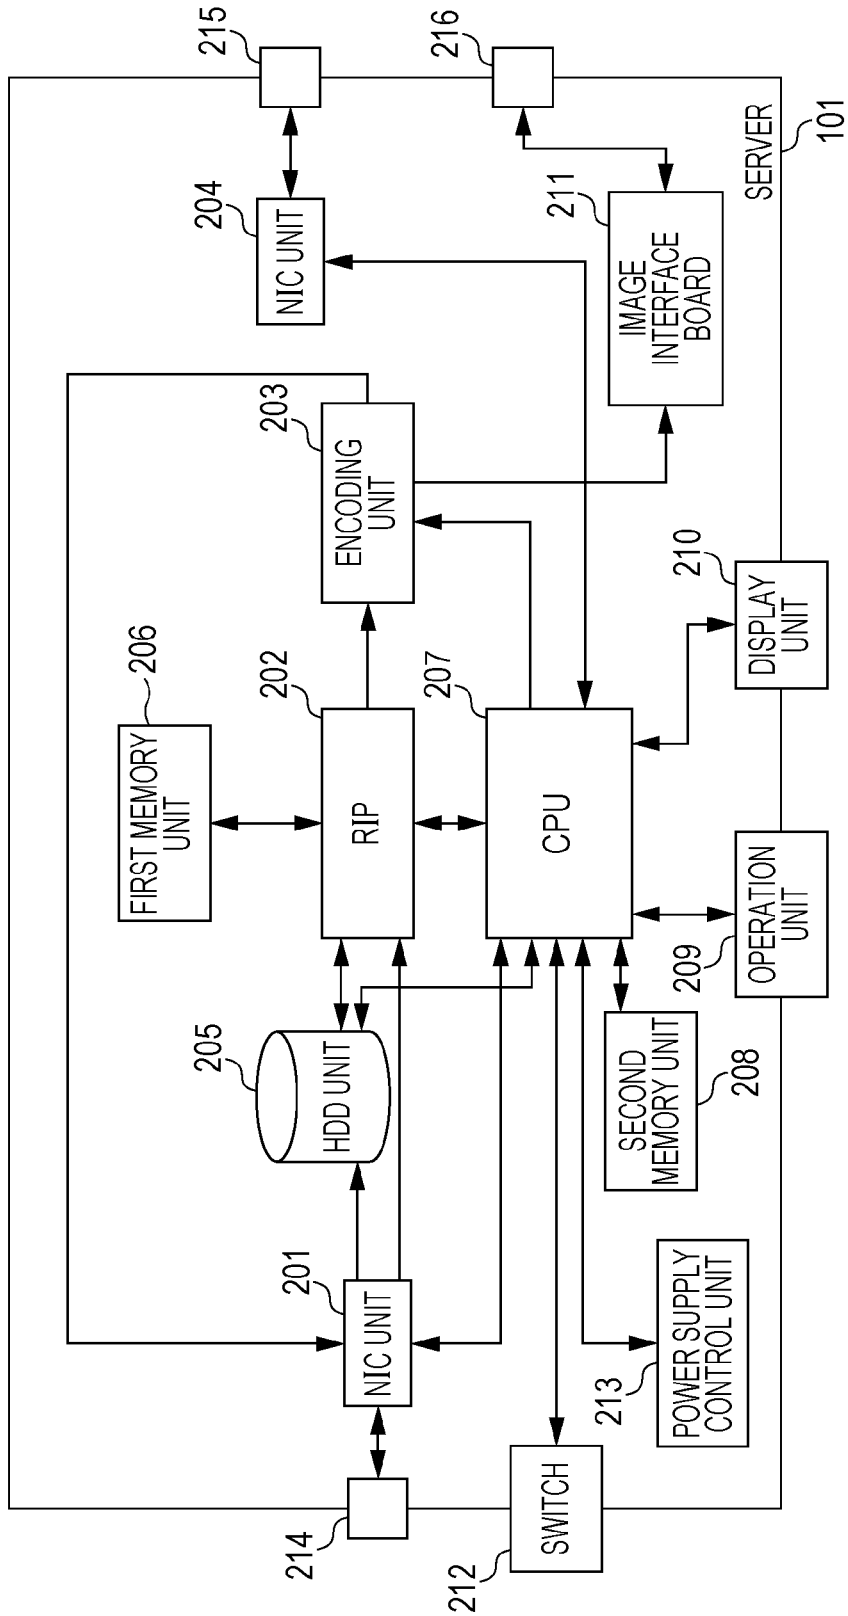 214
NIC UNIT
201
HDD UNIT
205
FIRST MEMORY
UNIT
206
RIP
202
ENCODING
UNIT
203
NIC UNIT
204
215
216
212
SWITCH
CPU
207
IMAGE
INTERFACE
BOARD
211
213
POWER SUPPLY
CONTROL UNIT
SECOND
MEMORY UNIT
208
209
OPERATION
UNIT
210
DISPLAY
UNIT
SERVER
101